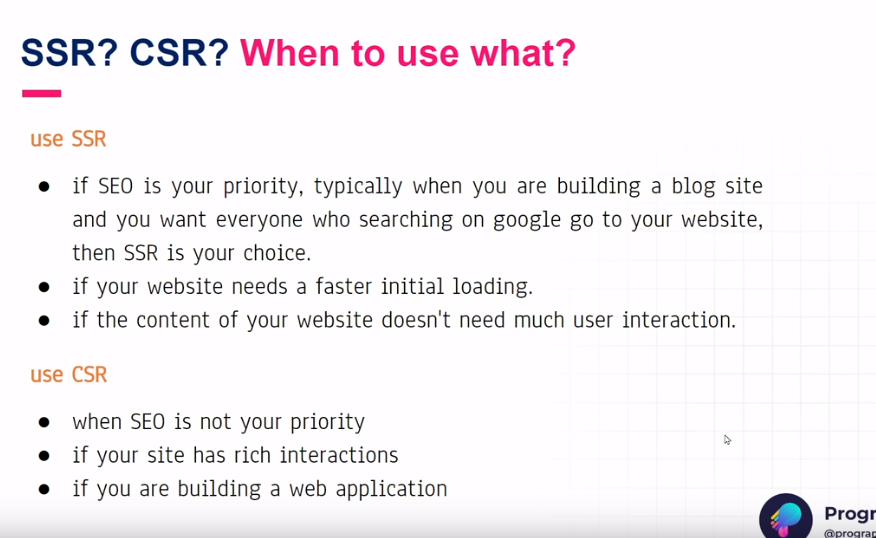 SSR? CSR? When to use what?
use SSR
● if SEO is your priority, typically when you are building a blog site
and you want everyone who searching on google go to your website,
then SSR is your choice.
● if your website needs a faster initial loading.
● if the content of your website doesn't need much user interaction.
use CSR
● when SEO is not your priority
● if your site has rich interactions
● if you are building a web application
Progr
@prograp